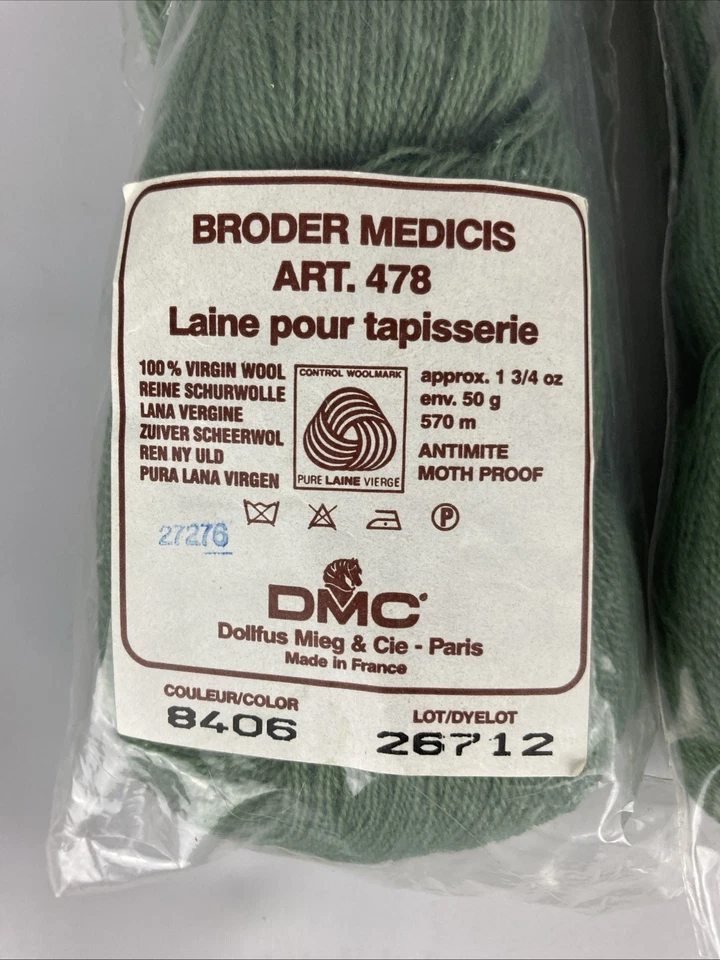 BRODER MEDICIS
ART. 478
Laine pour tapisserie
100% VIRGIN WOOL
REINE SCHURWOLLE
LANA VERGINE
ZUIVER SCHEERWOL
REN NY ULD
PURA LANA VIRGEN
CONTROL WOOLMARK
PURE LAINE VIERGE
approx. 1 3/4 oz
env. 50 g
570 m
ANTIMITE
MOTH PROOF
P
27276
DMC®
Dollfus Mieg & Cie - Paris
Made in France
COULEUR/COLOR
8406
LOT/DYELOT
26712